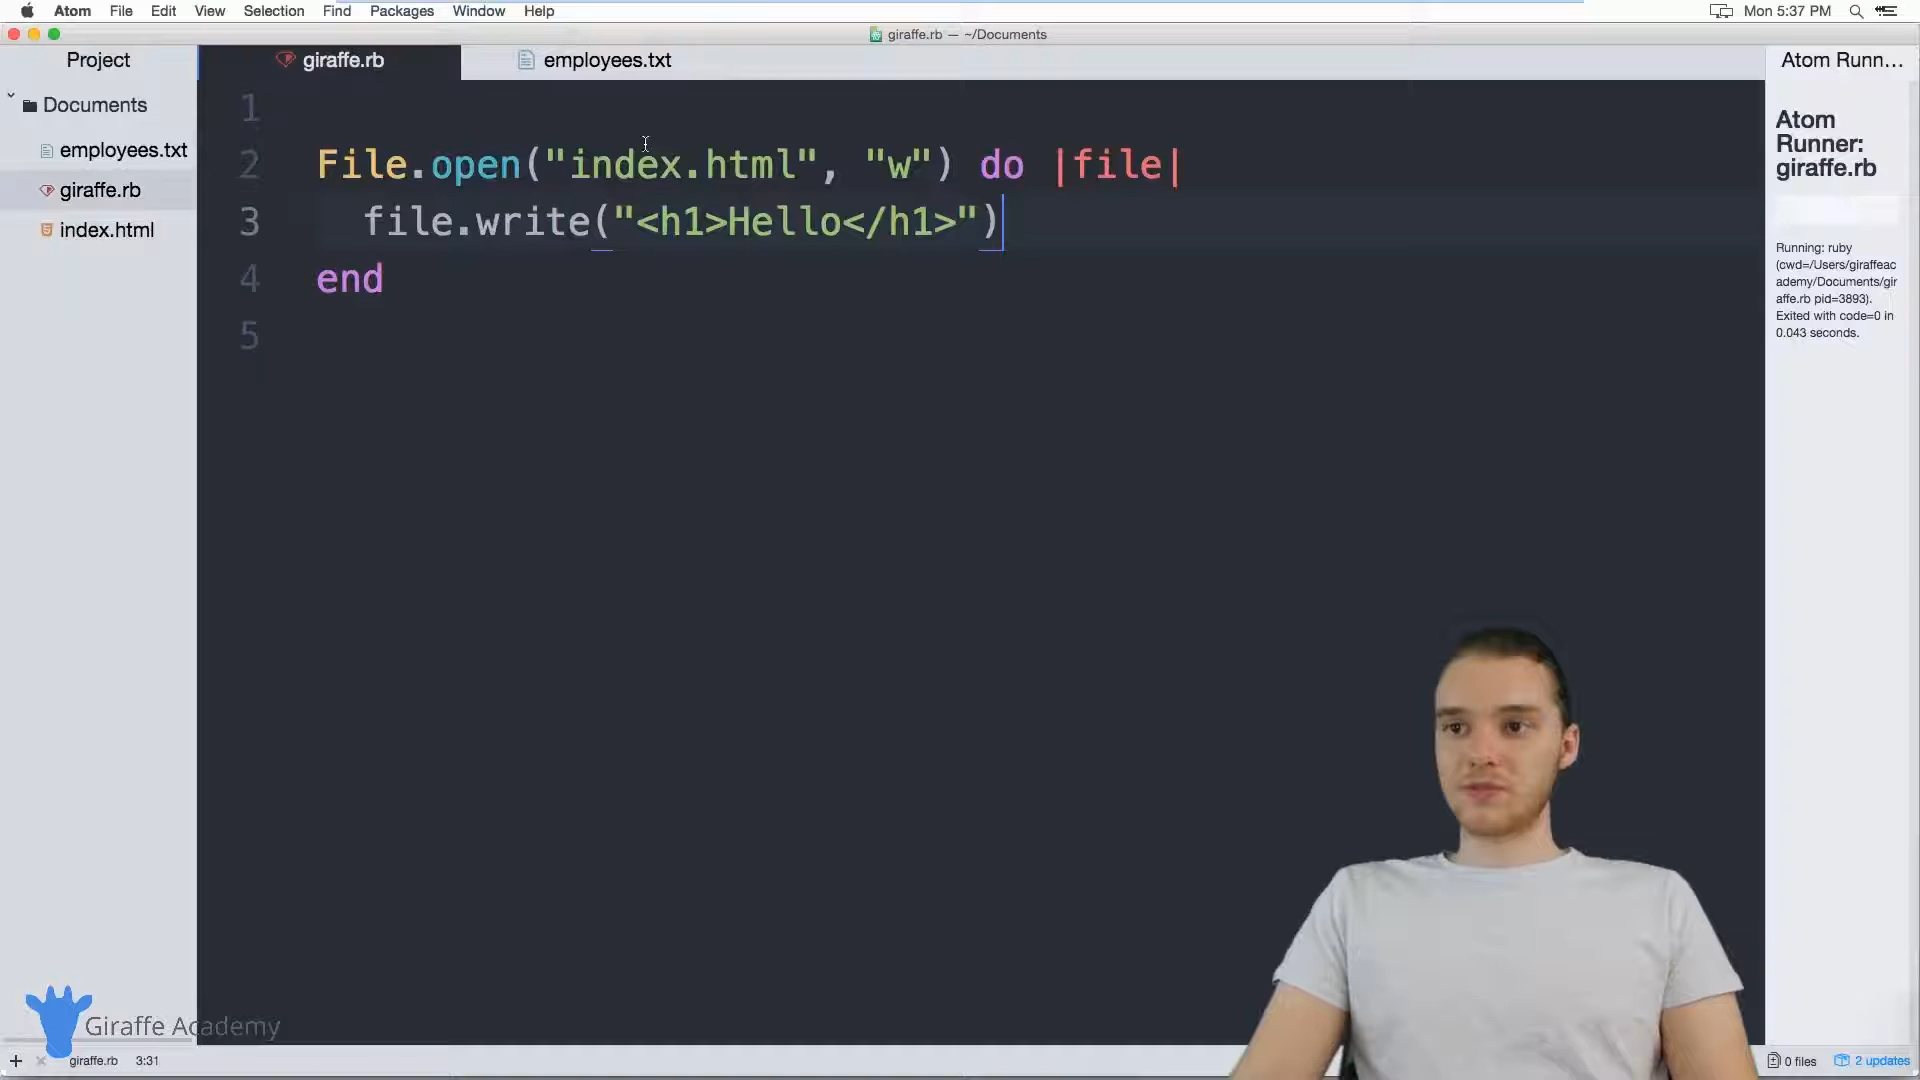 Atom File Edit View Selection Find Packages Window Help Mon 5:37 PM
giraffe.rb — ~/Documents
Project
giraffe.rb
employees.txt
Atom Runn...
Documents
employees.txt
giraffe.rb
index.html
1
2 File.open("index.html", "w") do |file|
3 file.write("<h1>Hello</h1>")
4 end
5
Atom
Runner:
giraffe.rb
Running: ruby
(cwd=/Users/giraffeac
ademy/Documents/gir
affe.rb pid=3893).
Exited with code=0 in
0.043 seconds.
Giraffe Academy
giraffe.rb 3:31
0 files 2 updates